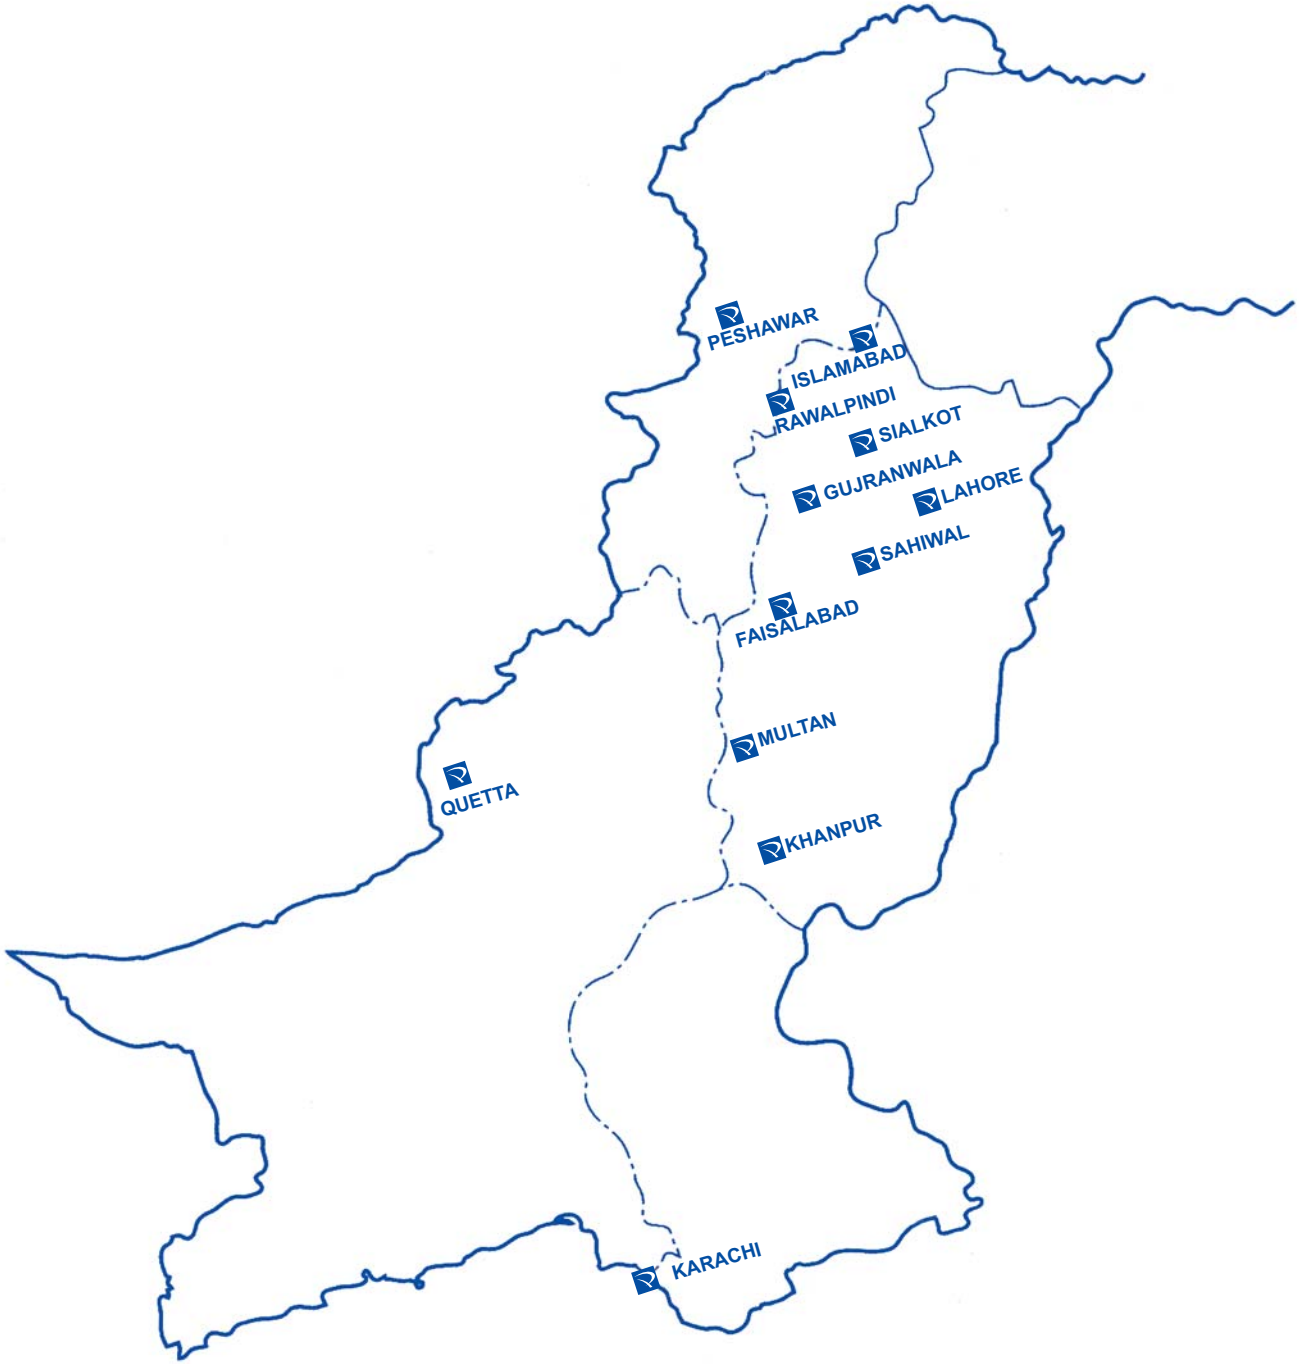 PESHAWAR
ISLAMABAD
RAWALPINDI
SIALKOT
GUJRANWALA
LAHORE
SAHIWAL
FAISALABAD
MULTAN
QUETTA
KHANPUR
KARACHI